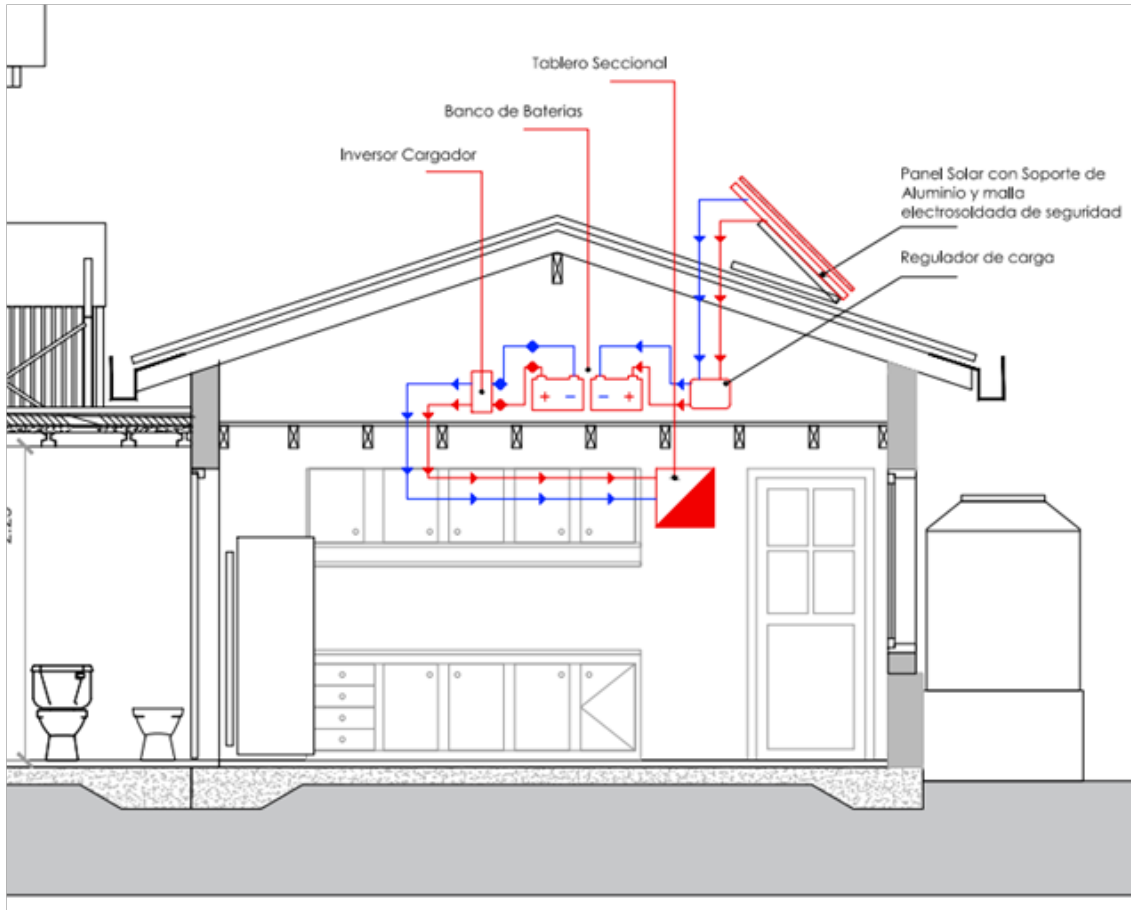 Tablero Seccional
Banco de Baterias
Inversor Cargador
Panel Solar con Soporte de
Aluminio y malla
electrosoldada de seguridad
Regulador de carga
+ −
+ −